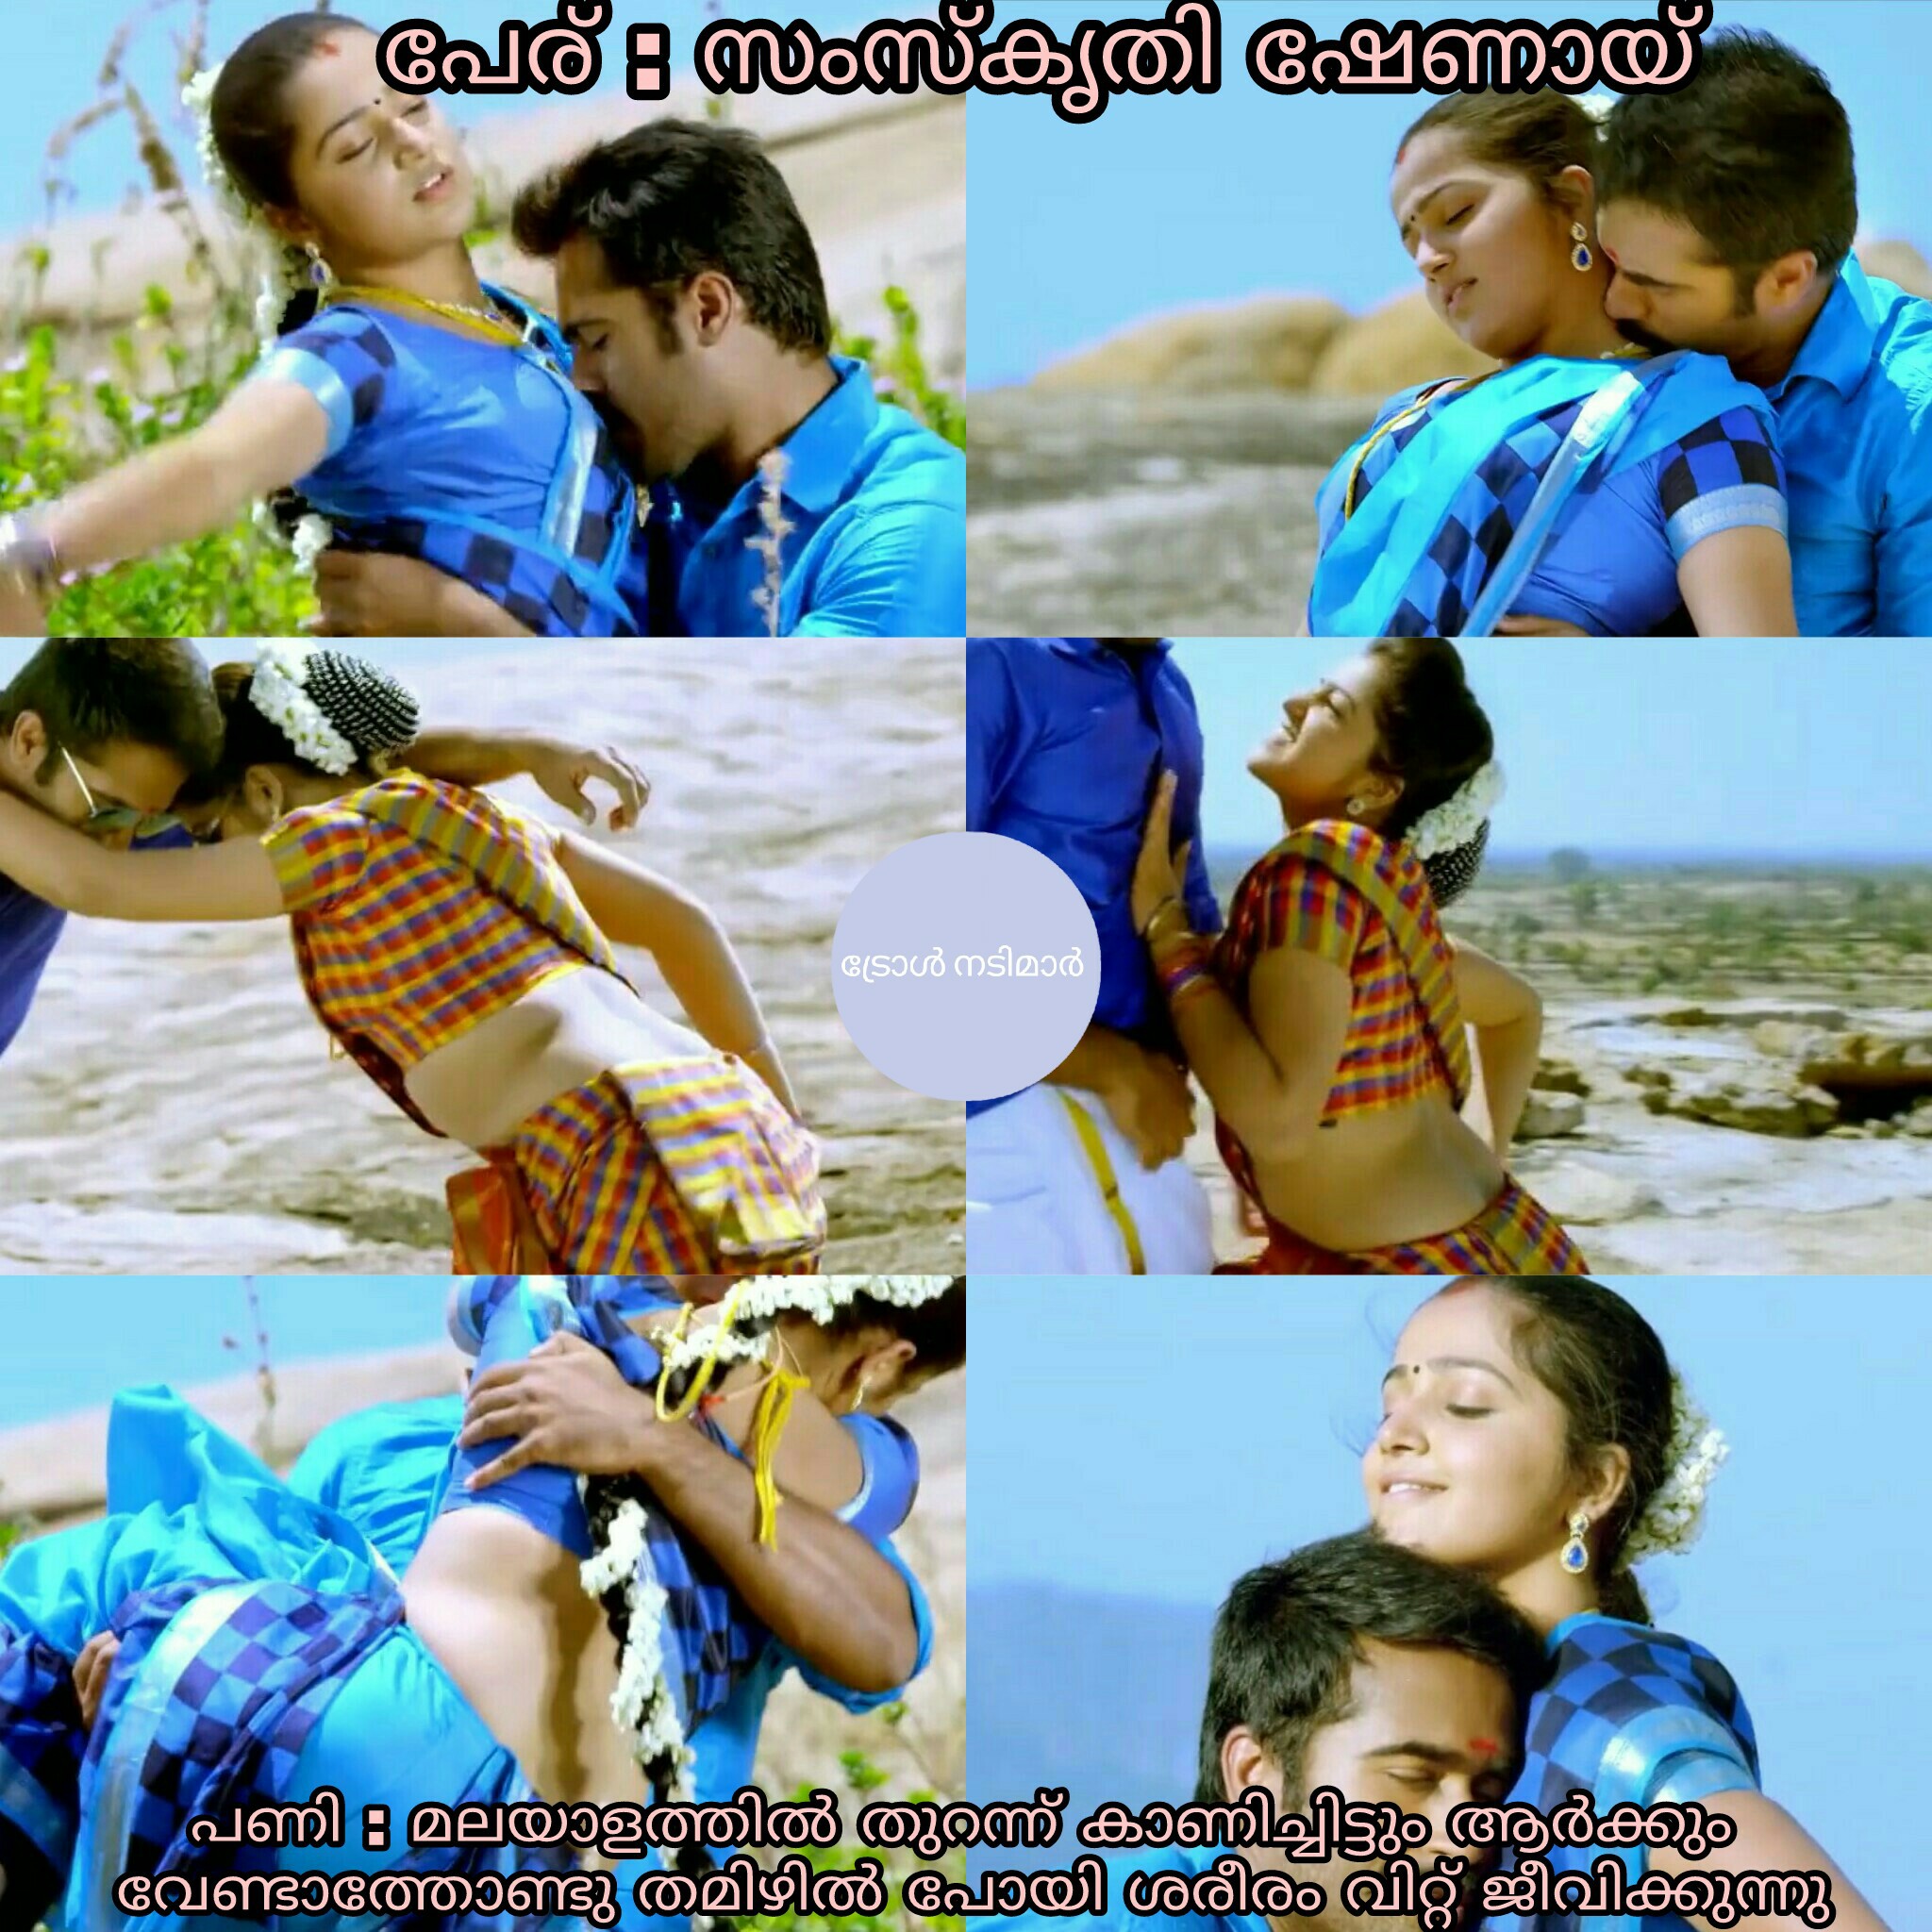 പേര് : സംസ്കൃതി ഷേണായ്
ട്രോൾ നടിമാർ
പണി : മലയാളത്തിൽ തുറന്ന് കാണിച്ചിട്ടും ആർക്കും
വേണ്ടാത്തോണ്ടു തമിഴിൽ പോയി ശരീരം വിറ്റ് ജീവിക്കുന്നു